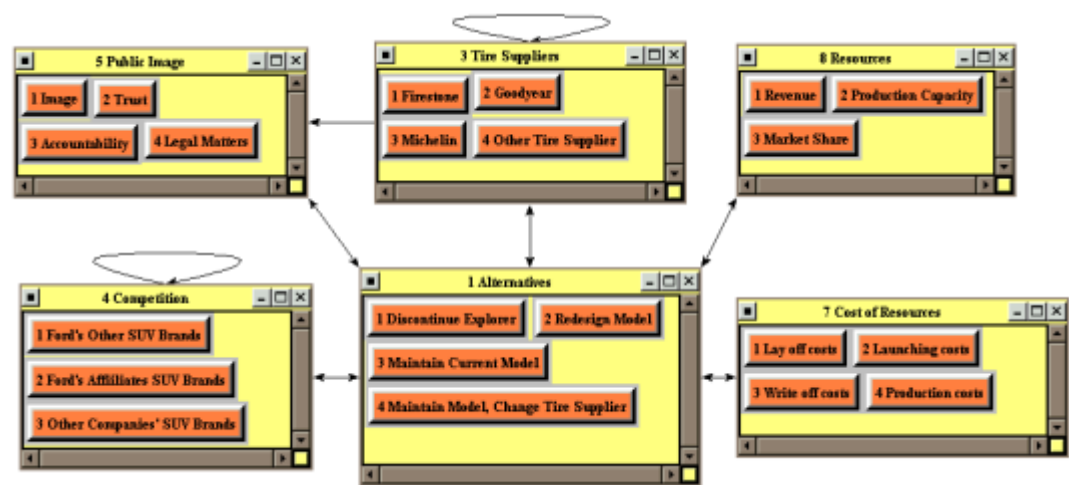 5 Public Image
1 Image 2 Trust
3 Accountability 4 Legal Matters
3 Tire Suppliers
1 Firestone 2 Goodyear
3 Michelin 4 Other Tire Supplier
8 Resources
1 Revenue 2 Production Capacity
3 Market Share
4 Competition
1 Ford's Other SUV Brands
2 Ford's Affliliates SUV Brands
3 Other Companies' SUV Brands
1 Alternatives
1 Discontinue Explorer 2 Redesign Model
3 Maintain Current Model
4 Maintain Model, Change Tire Supplier
7 Cost of Resources
1 Lay off costs 2 Launching costs
3 Write off costs 4 Production costs